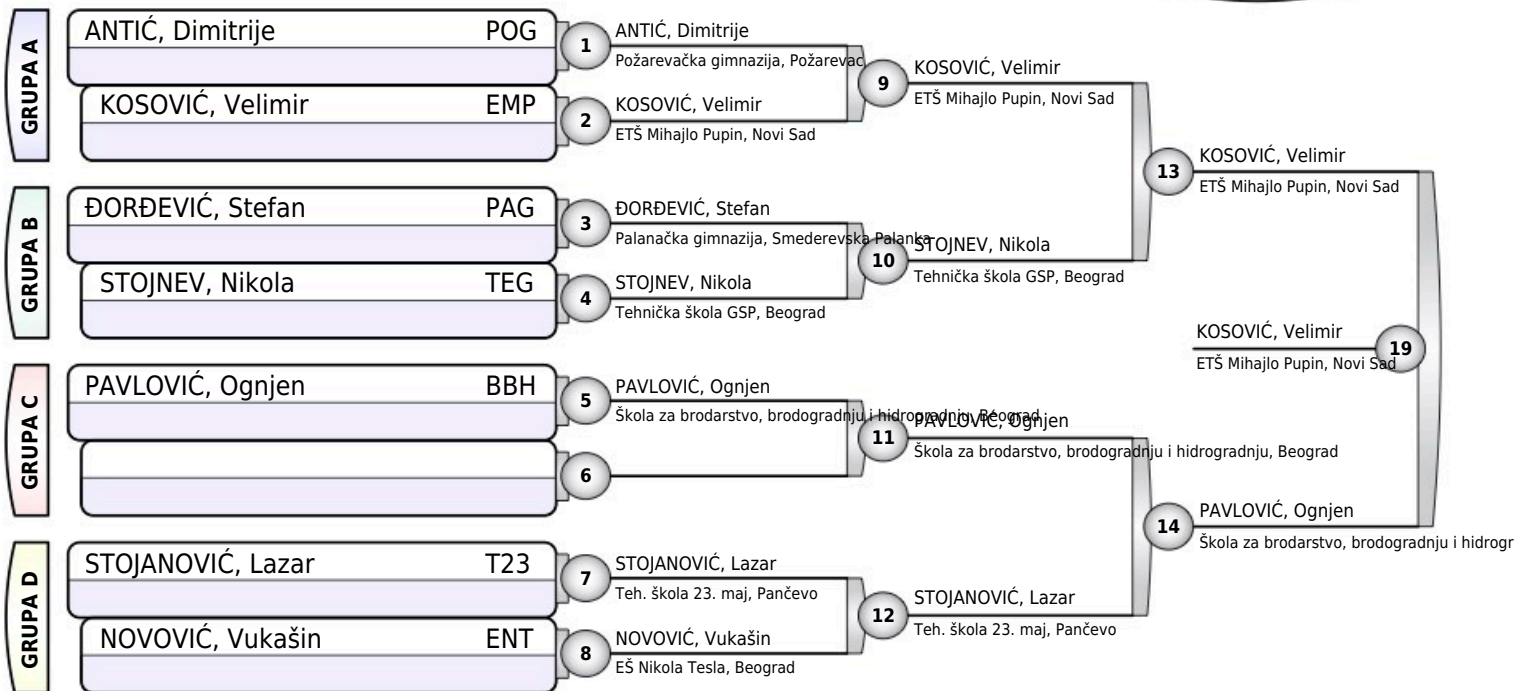 GRUPA A
ANTIĆ, Dimitrije POG
KOSOVIĆ, Velimir EMP
1
ANTIĆ, Dimitrije
Požarevačka gimnazija, Požarevac
2
KOSOVIĆ, Velimir
ETŠ Mihajlo Pupin, Novi Sad
9
KOSOVIĆ, Velimir
ETŠ Mihajlo Pupin, Novi Sad
GRUPA B
ĐORĐEVIĆ, Stefan PAG
STOJNEV, Nikola TEG
3
ĐORĐEVIĆ, Stefan
Palanačka gimnazija, Smederevska Palanka
4
STOJNEV, Nikola
Tehnička škola GSP, Beograd
10
STOJNEV, Nikola
Tehnička škola GSP, Beograd
13
KOSOVIĆ, Velimir
ETŠ Mihajlo Pupin, Novi Sad
GRUPA C
PAVLOVIĆ, Ognjen BBH
5
PAVLOVIĆ, Ognjen
Škola za brodarstvo, brodogradnju i hidrogradnju, Beograd
6
11
PAVLOVIĆ, Ognjen
Škola za brodarstvo, brodogradnju i hidrogradnju, Beograd
GRUPA D
STOJANOVIĆ, Lazar T23
NOVOVIĆ, Vukašin ENT
7
STOJANOVIĆ, Lazar
Teh. škola 23. maj, Pančevo
8
NOVOVIĆ, Vukašin
EŠ Nikola Tesla, Beograd
12
STOJANOVIĆ, Lazar
Teh. škola 23. maj, Pančevo
14
PAVLOVIĆ, Ognjen
Škola za brodarstvo, brodogradnju i hidrogr
KOSOVIĆ, Velimir
ETŠ Mihajlo Pupin, Novi Sad
19